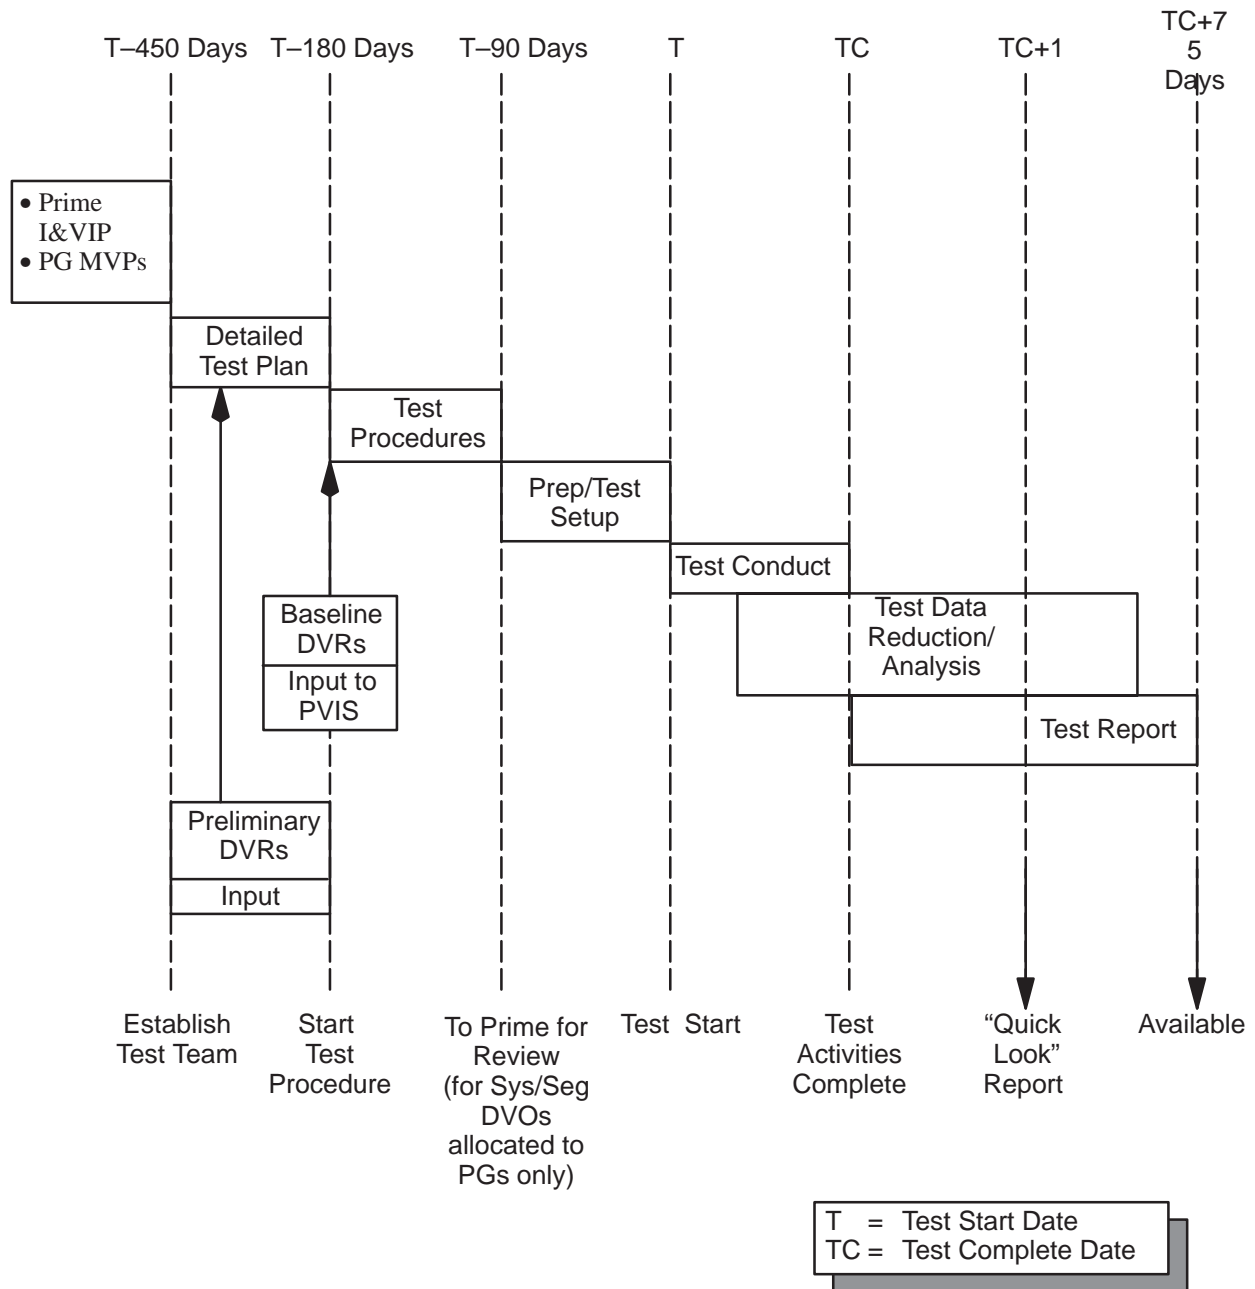 T–450 Days T–180 Days T–90 Days T TC TC+1 TC+7
5
Days
• Prime
I&VIP
• PG MVPs
Detailed
Test Plan
Test
Procedures
Prep/Test
Setup
Test Conduct
Test Data
Reduction/
Analysis
Test Report
Baseline
DVRs
Input to
PVIS
Preliminary
DVRs
Input
Establish
Test Team
Start
Test
Procedure
To Prime for
Review
(for Sys/Seg
DVOs
allocated to
PGs only)
Test Start
Test
Activities
Complete
“Quick
Look”
Report
Available
T = Test Start Date
TC = Test Complete Date